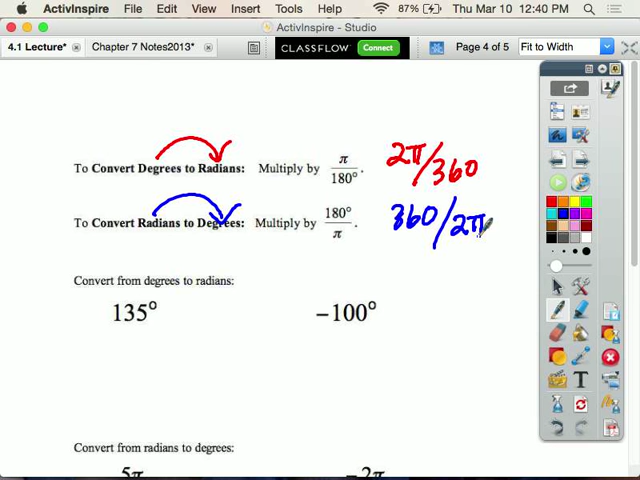 ActivInspire File Edit View Insert Tools Help 87% Thu Mar 10 12:40 PM
ActivInspire - Studio
4.1 Lecture* × Chapter 7 Notes2013* × CLASSFLOW Connect Page 4 of 5 Fit to Width
To Convert Degrees to Radians: Multiply by π/180°. 2π/360
To Convert Radians to Degrees: Multiply by 180°/π. 360/2π
Convert from degrees to radians:
135° −100°
Convert from radians to degrees:
5π −2π